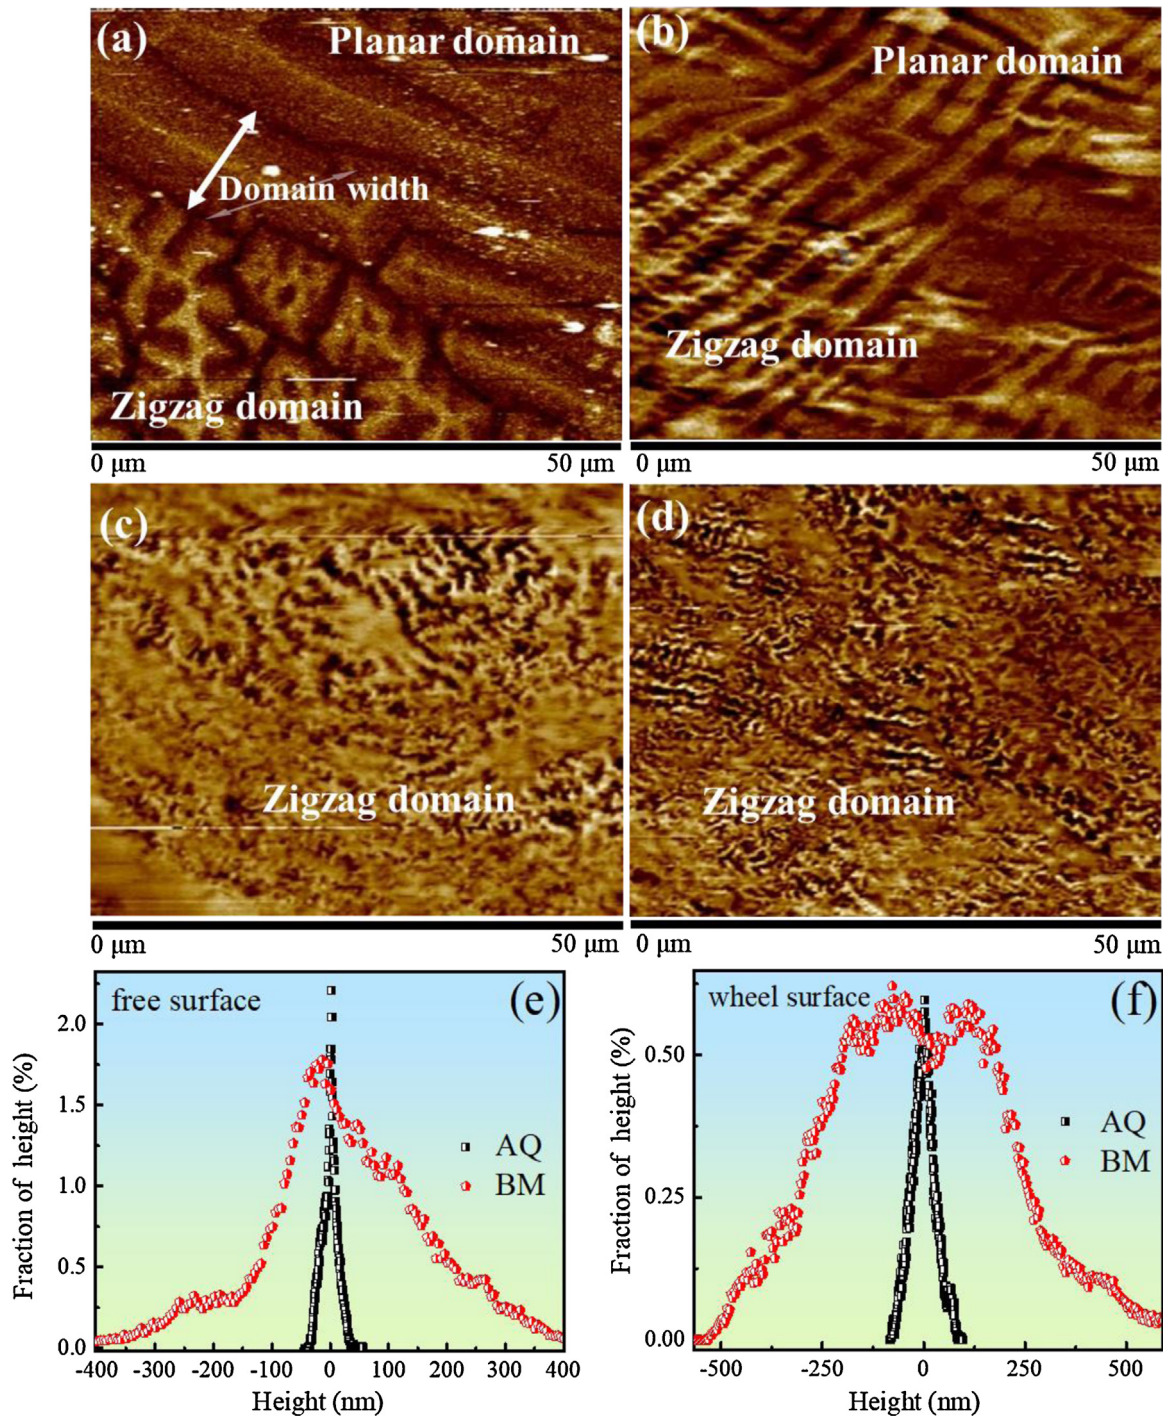 (a)
Planar domain
Domain width
Zigzag domain
0 μm 50 μm
(b)
Planar domain
Zigzag domain
0 μm 50 μm
(c)
Zigzag domain
0 μm 50 μm
(d)
Zigzag domain
0 μm 50 μm
free surface (e)
Fraction of height (%)
2.0
1.5
1.0
0.5
0.0
AQ
BM
-400 -300 -200 -100 0 100 200 300 400
Height (nm)
wheel surface (f)
Fraction of height (%)
0.50
0.25
0.00
AQ
BM
-500 -250 0 250 500
Height (nm)